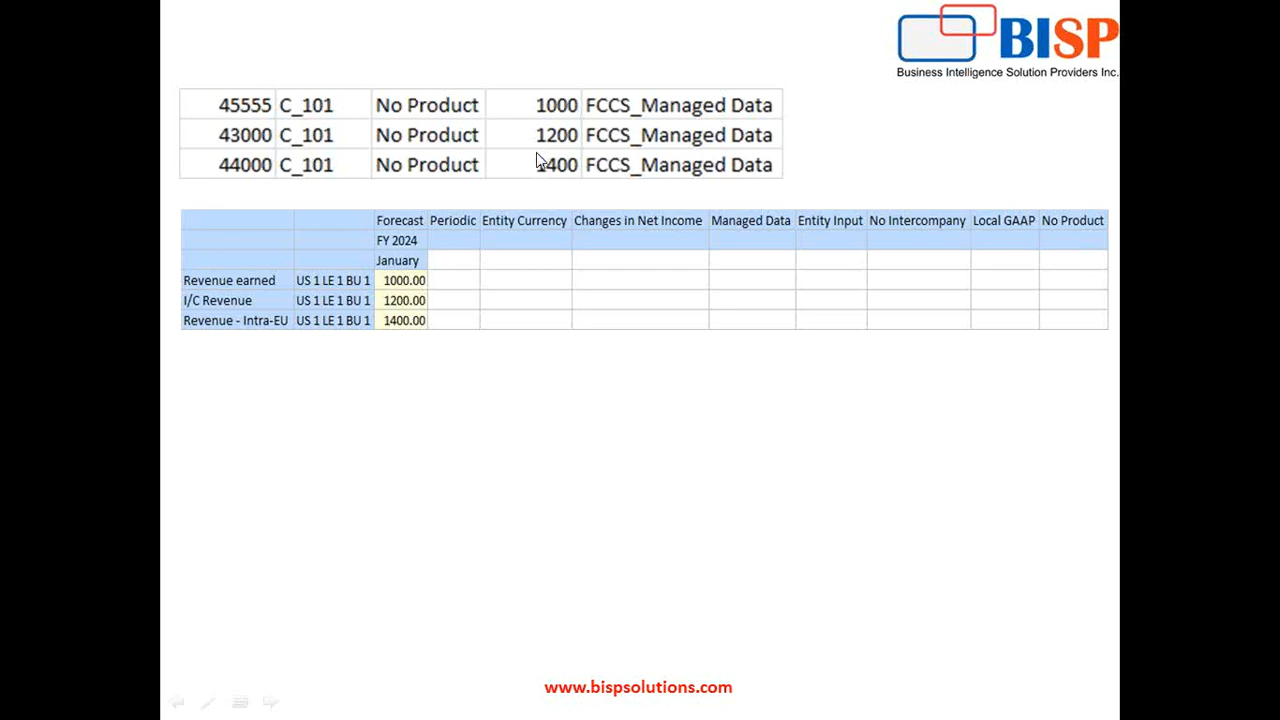 BISP
Business Intelligence Solution Providers Inc.
45555 C_101 No Product 1000 FCCS_Managed Data
43000 C_101 No Product 1200 FCCS_Managed Data
44000 C_101 No Product 1400 FCCS_Managed Data
Forecast Periodic Entity Currency Changes in Net Income Managed Data Entity Input No Intercompany Local GAAP No Product
FY 2024
January
Revenue earned US 1 LE 1 BU 1 1000.00
I/C Revenue US 1 LE 1 BU 1 1200.00
Revenue - Intra-EU US 1 LE 1 BU 1 1400.00
www.bispsolutions.com